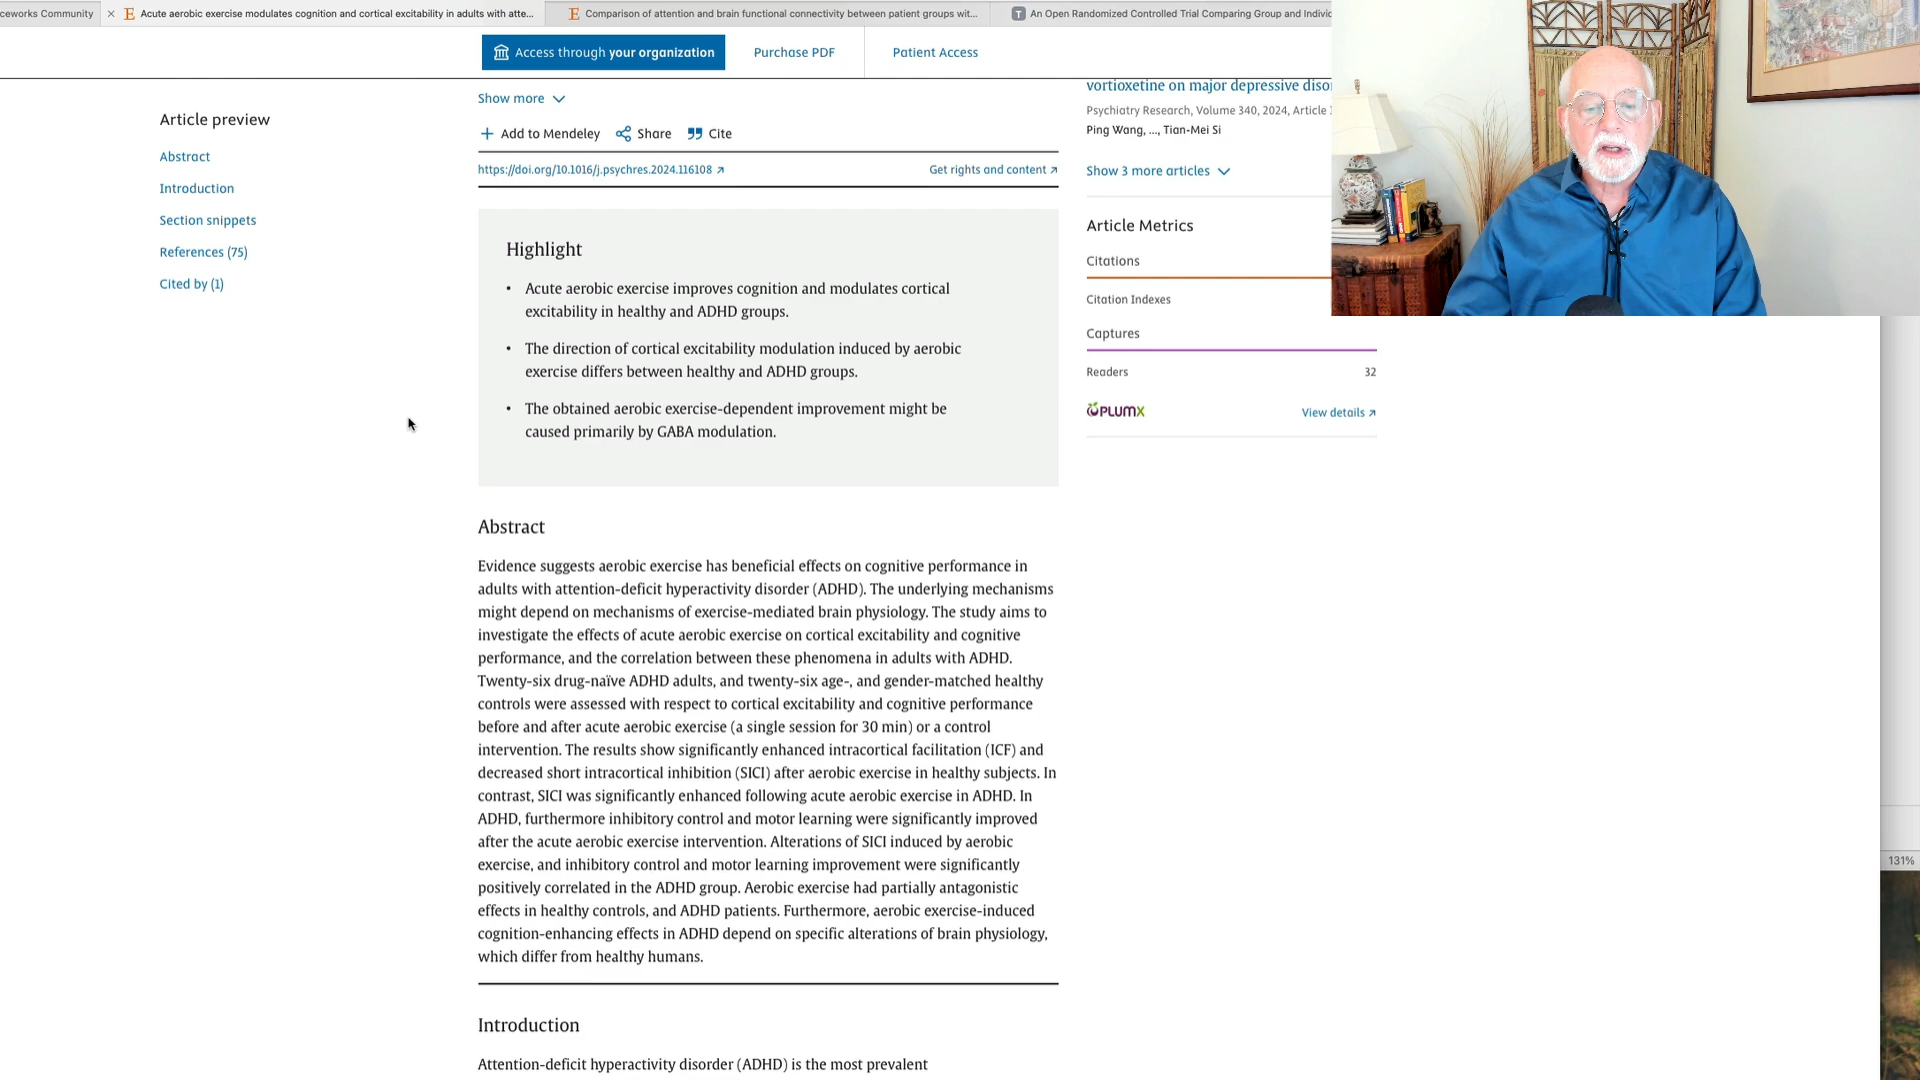 ceworks Community
Acute aerobic exercise modulates cognition and cortical excitability in adults with atte...
Comparison of attention and brain functional connectivity between patient groups wit...
T An Open Randomized Controlled Trial Comparing Group and Indivi
Access through your organization
Purchase PDF
Patient Access
Article preview
Abstract
Introduction
Section snippets
References (75)
Cited by (1)
Show more
Add to Mendeley
Share
Cite
https://doi.org/10.1016/j.psychres.2024.116108
Get rights and content
Highlight
• Acute aerobic exercise improves cognition and modulates cortical
excitability in healthy and ADHD groups.
• The direction of cortical excitability modulation induced by aerobic
exercise differs between healthy and ADHD groups.
• The obtained aerobic exercise-dependent improvement might be
caused primarily by GABA modulation.
Abstract
Evidence suggests aerobic exercise has beneficial effects on cognitive performance in
adults with attention-deficit hyperactivity disorder (ADHD). The underlying mechanisms
might depend on mechanisms of exercise-mediated brain physiology. The study aims to
investigate the effects of acute aerobic exercise on cortical excitability and cognitive
performance, and the correlation between these phenomena in adults with ADHD.
Twenty-six drug-naïve ADHD adults, and twenty-six age-, and gender-matched healthy
controls were assessed with respect to cortical excitability and cognitive performance
before and after acute aerobic exercise (a single session for 30 min) or a control
intervention. The results show significantly enhanced intracortical facilitation (ICF) and
decreased short intracortical inhibition (SICI) after aerobic exercise in healthy subjects. In
contrast, SICI was significantly enhanced following acute aerobic exercise in ADHD. In
ADHD, furthermore inhibitory control and motor learning were significantly improved
after the acute aerobic exercise intervention. Alterations of SICI induced by aerobic
exercise, and inhibitory control and motor learning improvement were significantly
positively correlated in the ADHD group. Aerobic exercise had partially antagonistic
effects in healthy controls, and ADHD patients. Furthermore, aerobic exercise-induced
cognition-enhancing effects in ADHD depend on specific alterations of brain physiology,
which differ from healthy humans.
Introduction
Attention-deficit hyperactivity disorder (ADHD) is the most prevalent
vortioxetine on major depressive diso
Psychiatry Research, Volume 340, 2024, Article
Ping Wang, ..., Tian-Mei Si
Show 3 more articles
Article Metrics
Citations
Citation Indexes
Captures
Readers 32
PLUMX
View details
131%